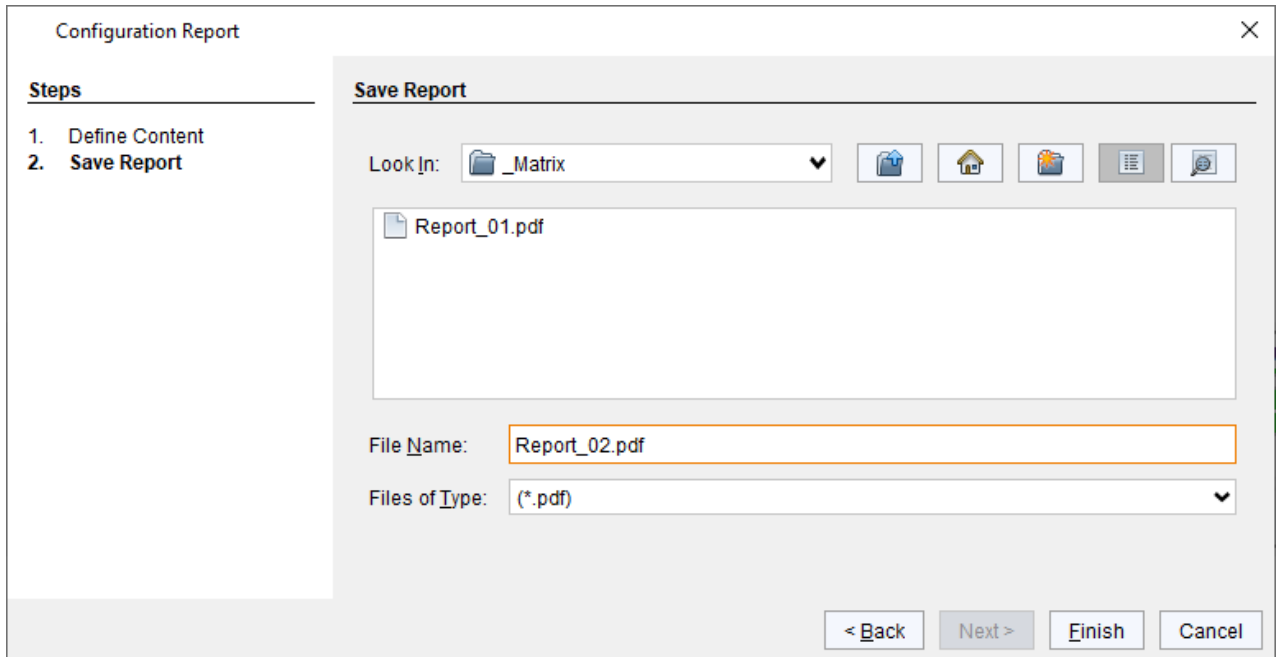 Configuration Report
Steps
1. Define Content
2. Save Report
Save Report
Look In: _Matrix
Report_01.pdf
File Name: Report_02.pdf
Files of Type: (*.pdf)
< Back Next > Finish Cancel